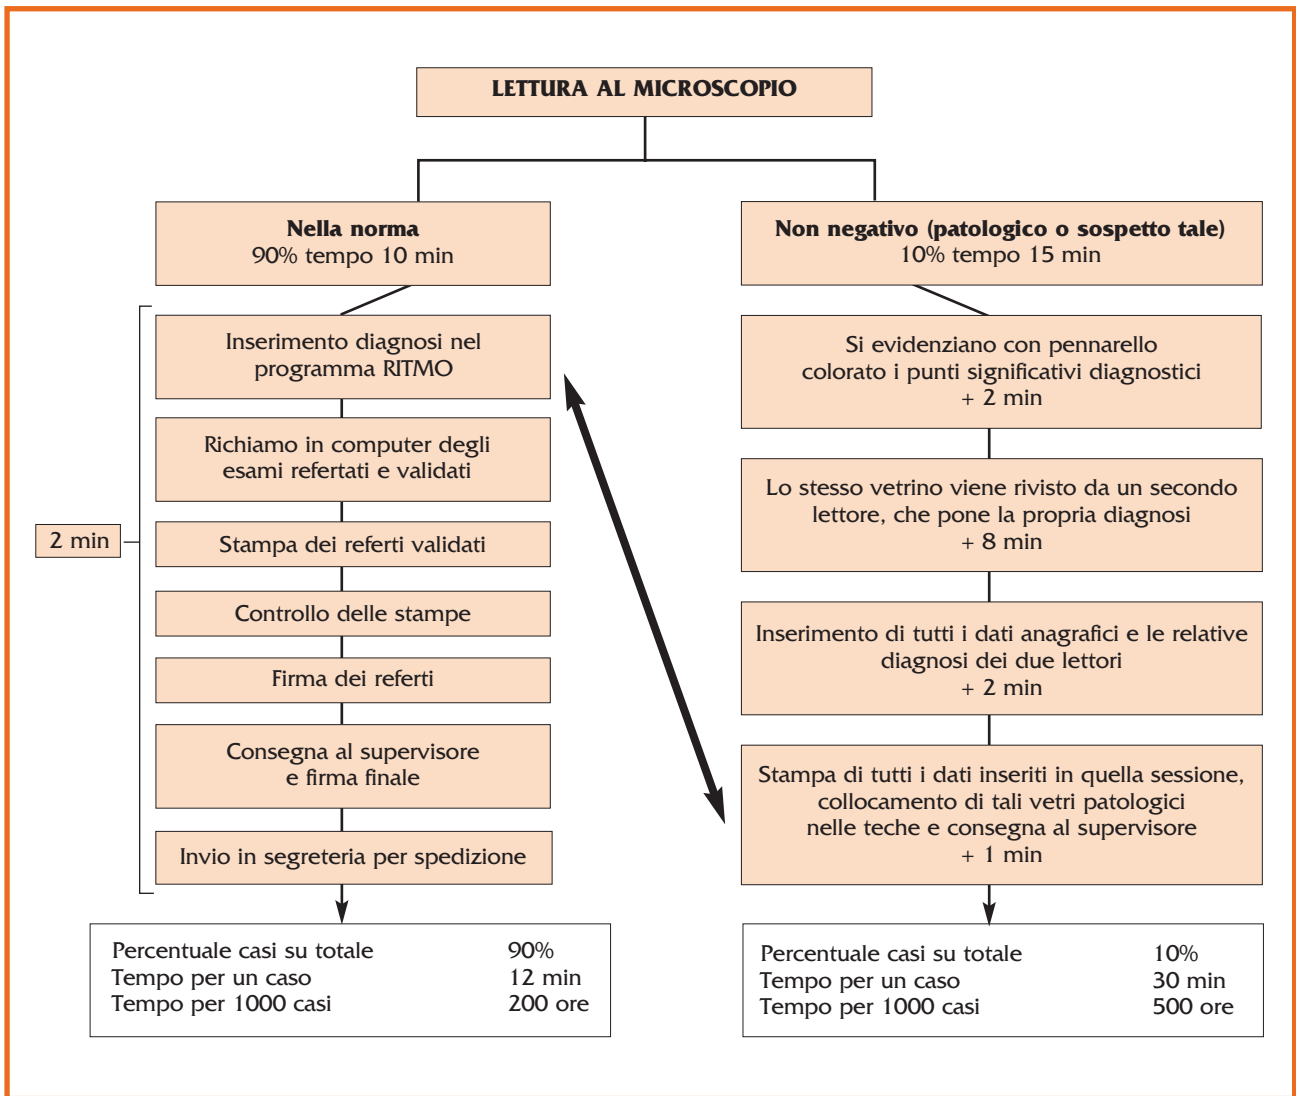 LETTURA AL MICROSCOPIO
Nella norma
90% tempo 10 min
Inserimento diagnosi nel
programma RITMO
Richiamo in computer degli
esami refertati e validati
2 min
Stampa dei referti validati
Controllo delle stampe
Firma dei referti
Consegna al supervisore
e firma finale
Invio in segreteria per spedizione
Percentuale casi su totale 90%
Tempo per un caso 12 min
Tempo per 1000 casi 200 ore
Non negativo (patologico o sospetto tale)
10% tempo 15 min
Si evidenziano con pennarello
colorato i punti significativi diagnostici
+ 2 min
Lo stesso vetrino viene rivisto da un secondo
lettore, che pone la propria diagnosi
+ 8 min
Inserimento di tutti i dati anagrafici e le relative
diagnosi dei due lettori
+ 2 min
Stampa di tutti i dati inseriti in quella sessione,
collocamento di tali vetri patologici
nelle teche e consegna al supervisore
+ 1 min
Percentuale casi su totale 10%
Tempo per un caso 30 min
Tempo per 1000 casi 500 ore